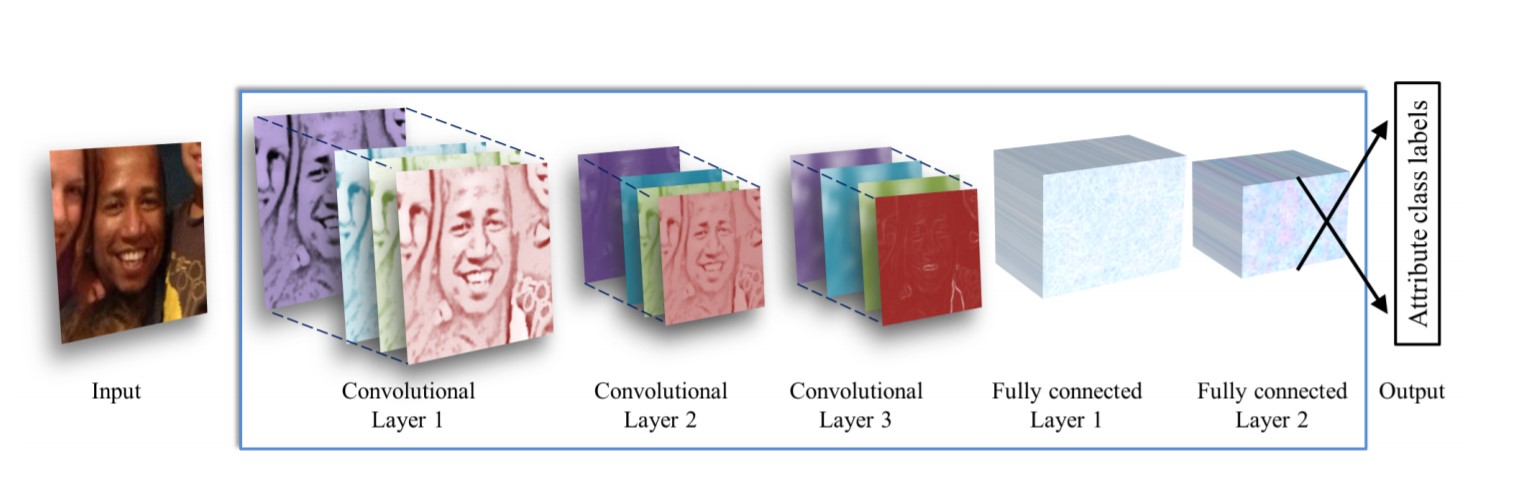 Input
Convolutional
Layer 1
Convolutional
Layer 2
Convolutional
Layer 3
Fully connected
Layer 1
Fully connected
Layer 2
Output
Attribute class labels